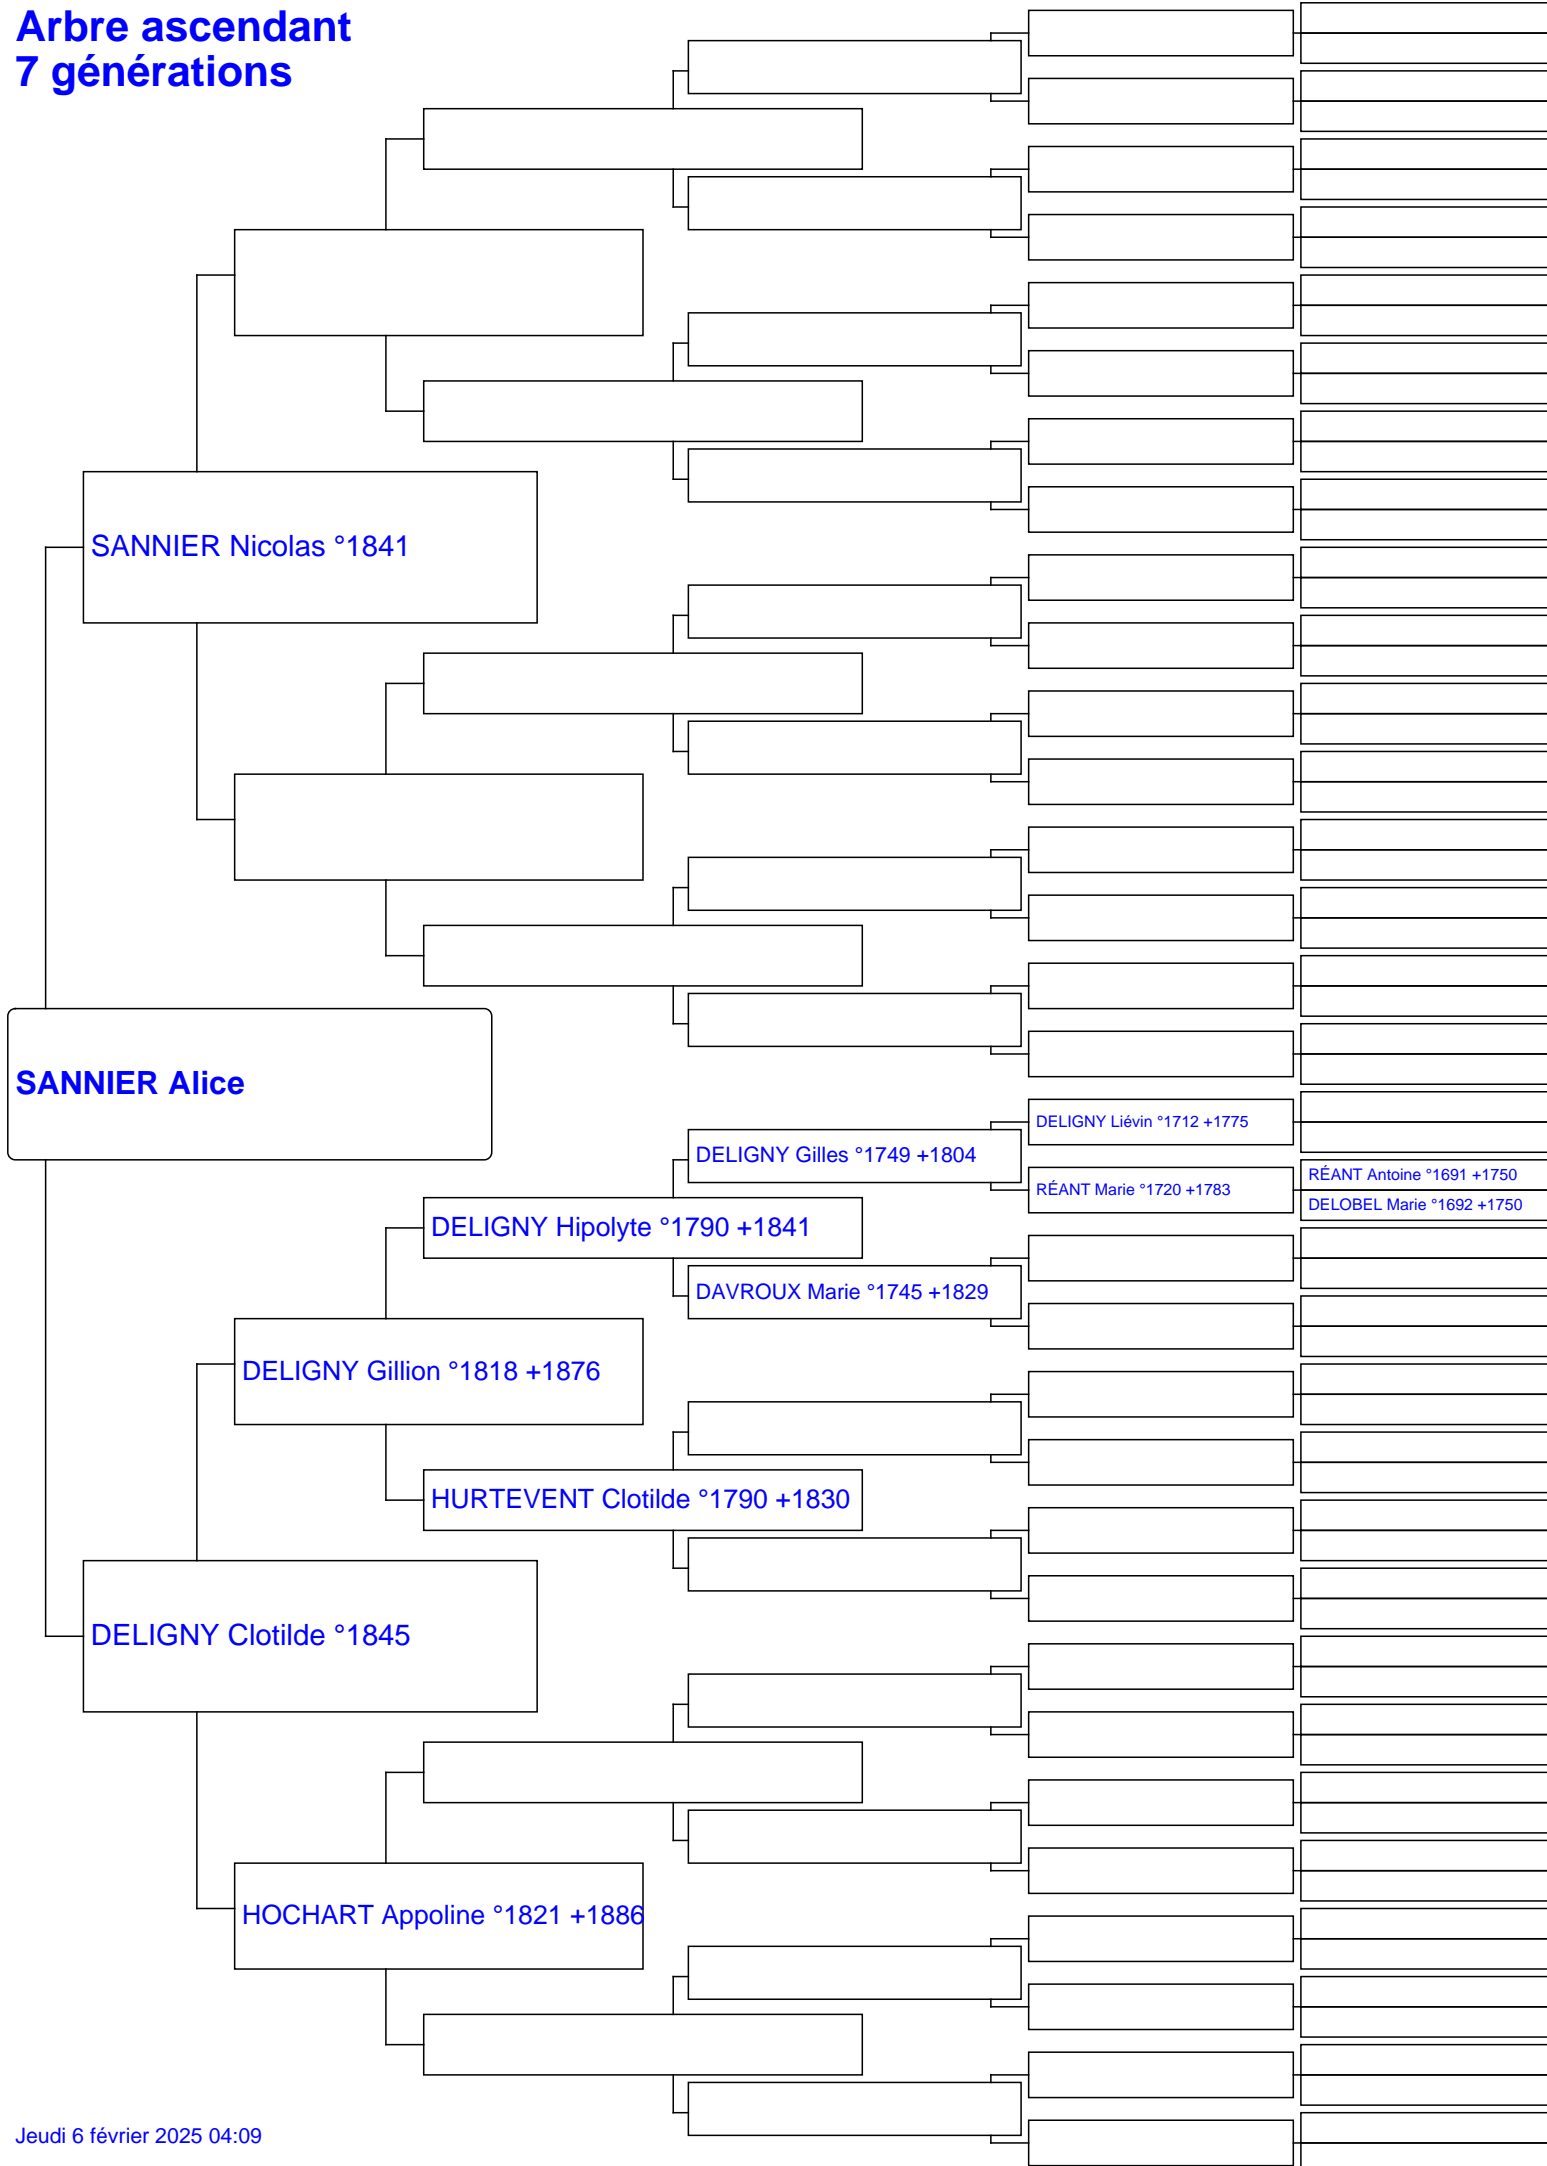 Arbre ascendant
7 générations
SANNIER Nicolas °1841
SANNIER Alice
DELIGNY Liévin °1712 +1775
DELIGNY Gilles °1749 +1804
RÉANT Antoine °1691 +1750
RÉANT Marie °1720 +1783
DELOBEL Marie °1692 +1750
DELIGNY Hipolyte °1790 +1841
DAVROUX Marie °1745 +1829
DELIGNY Gillion °1818 +1876
HURTEVENT Clotilde °1790 +1830
DELIGNY Clotilde °1845
HOCHART Appoline °1821 +1886
Jeudi 6 février 2025 04:09